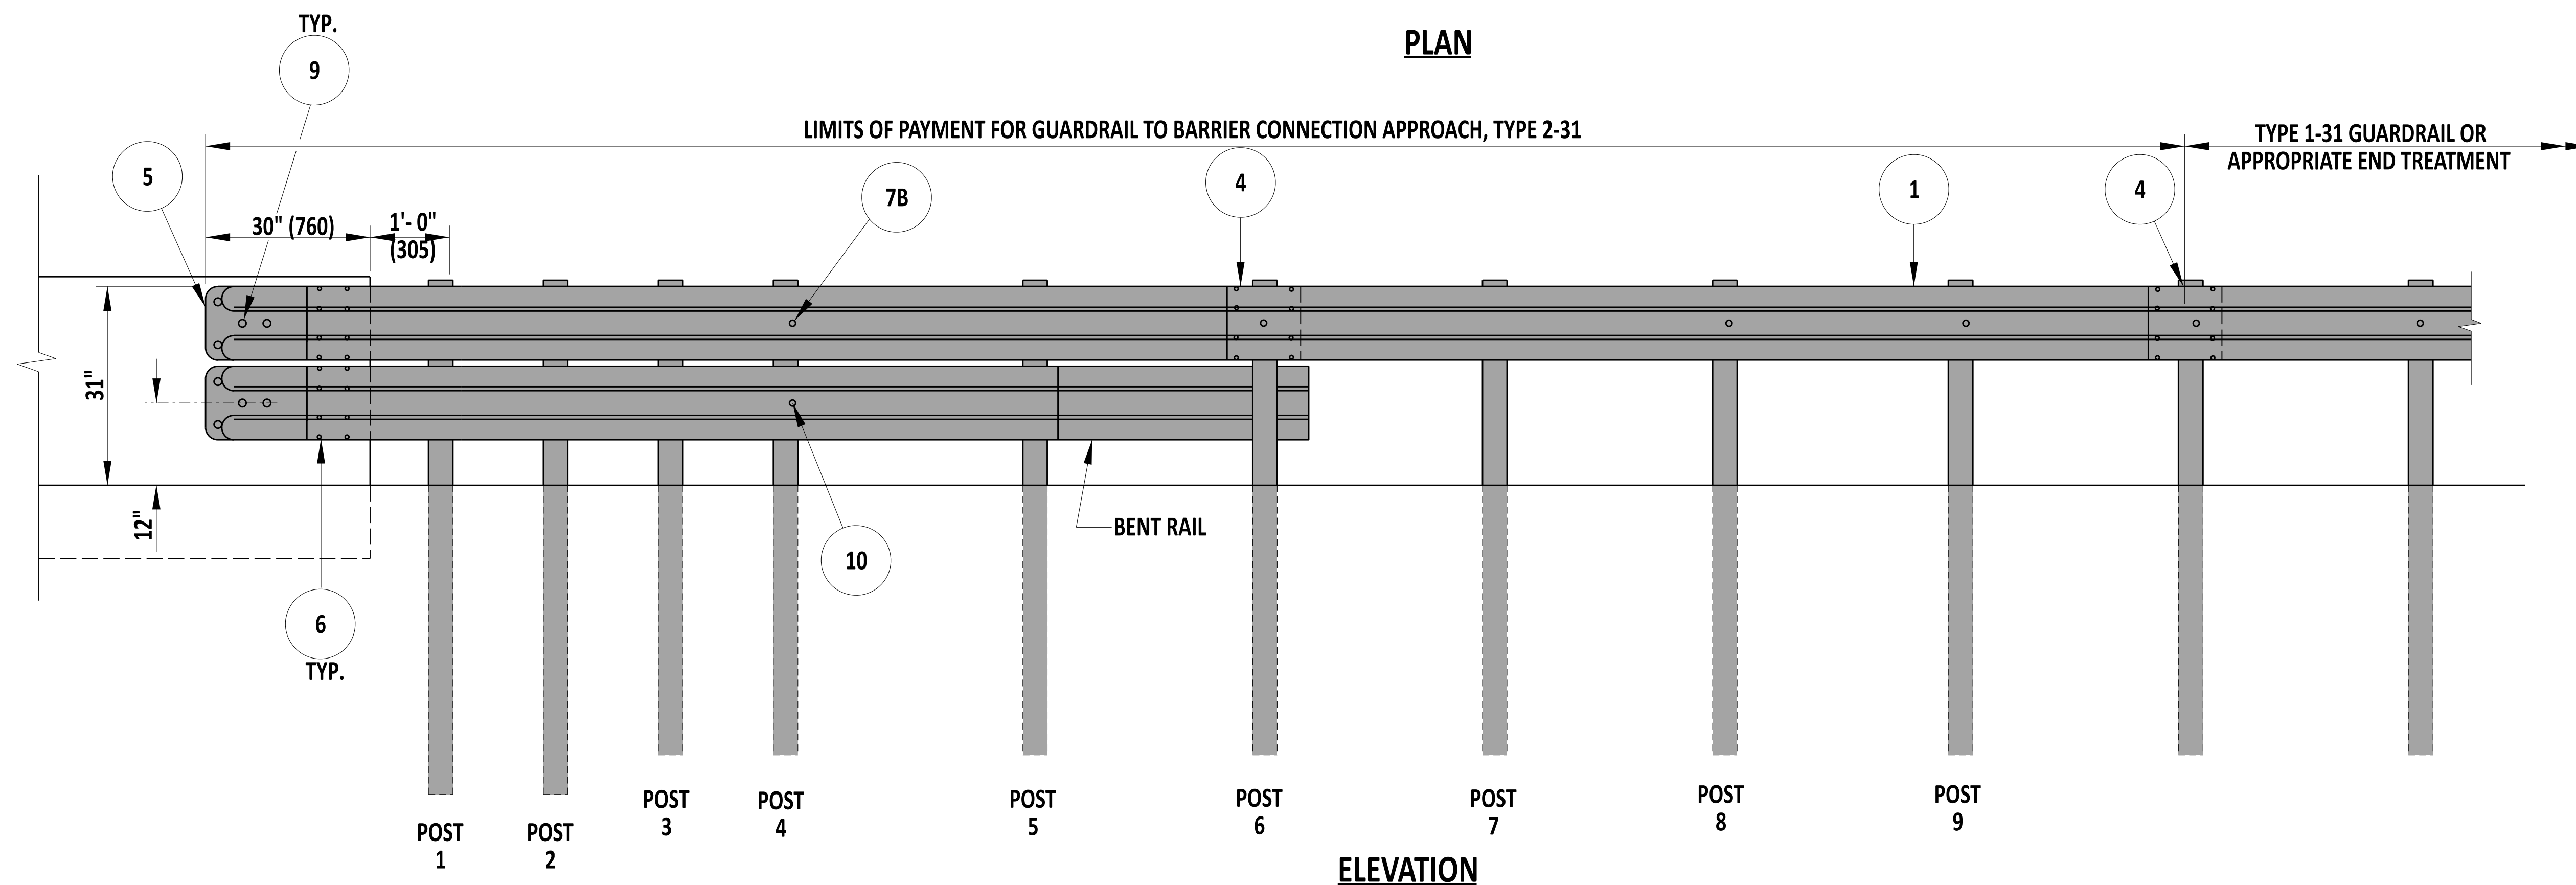 TYP.
9
PLAN
LIMITS OF PAYMENT FOR GUARDRAIL TO BARRIER CONNECTION APPROACH, TYPE 2-31
TYPE 1-31 GUARDRAIL OR
APPROPRIATE END TREATMENT
5
7B
4
1
4
30" (760)
1'- 0"
(305)
31"
12"
BENT RAIL
10
6
TYP.
POST
1
POST
2
POST
3
POST
4
POST
5
POST
6
POST
7
POST
8
POST
9
ELEVATION